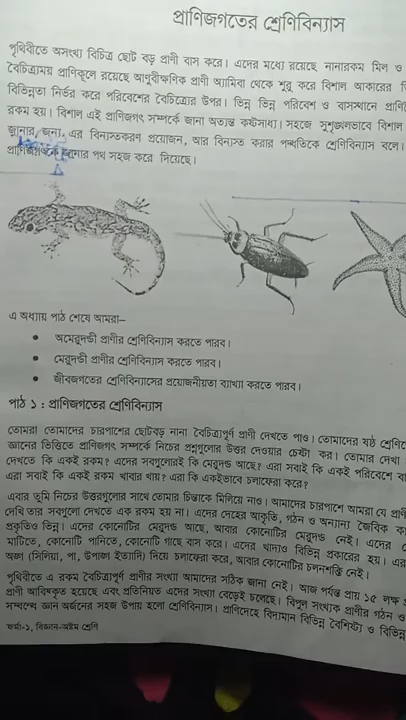 প্রাণিজগতের শ্রেণিবিন্যাস
পৃথিবীতে অসংখ্য বিচিত্র ছোট বড় প্রাণী বাস করে। এদের মধ্যে রয়েছে নানারকম মিল ও
বৈচিত্র্যময় প্রাণিকূলে রয়েছে আণুবীক্ষণিক প্রাণী অ্যামিবা থেকে শুরু করে বিশাল আকারের
বিভিন্নতা নির্ভর করে পরিবেশের বৈচিত্র্যের উপর। ভিন্ন ভিন্ন পরিবেশ ও বাসস্থানে
রকম হয়। বিশাল এই প্রাণিজগৎ সম্পর্কে জানা অত্যন্ত কষ্টসাধ্য। সহজে সুশৃঙ্খলভাবে বিশাল
জানার জন্য এর বিন্যস্তকরণ প্রয়োজন, আর বিন্যস্ত করার পদ্ধতিকে শ্রেণিবিন্যাস বলে।
প্রাণিজগৎকে জানার পথ সহজ করে দিয়েছে।
এ অধ্যায় পাঠ শেষে আমরা–
● অমেরুদণ্ডী প্রাণীর শ্রেণিবিন্যাস করতে পারব।
● মেরুদণ্ডী প্রাণীর শ্রেণিবিন্যাস করতে পারব।
● জীবজগতের শ্রেণিবিন্যাসের প্রয়োজনীয়তা ব্যাখ্যা করতে পারব।
পাঠ ১ : প্রাণিজগতের শ্রেণিবিন্যাস
তোমরা তোমাদের চারপাশের ছোটবড় নানা বৈচিত্র্যপূর্ণ প্রাণী দেখতে পাও। তোমাদের ষষ্ঠ
জ্ঞানের ভিত্তিতে প্রাণিজগৎ সম্পর্কে নিচের প্রশ্নগুলোর উত্তর দেওয়ার চেষ্টা কর। তোমার দেখা
দেখতে কি একই রকম? এদের সবগুলোরই কি মেরুদণ্ড আছে? এরা সবাই কি একই পরিবেশে
এরা সবাই কি একই রকম খাবার খায়? এরা কি একইভাবে চলাফেরা করে?
এবার তুমি নিচের উত্তরগুলোর সাথে তোমার চিন্তাকে মিলিয়ে নাও। আমাদের চারপাশে আমরা যে
দেখি তার সবগুলো দেখতে এক রকম হয় না। এদের দেহের আকৃতি, গঠন ও অন্যান্য জৈবিক
প্রকৃতিও ভিন্ন। এদের কোনোটির মেরুদণ্ড আছে, আবার কোনোটির মেরুদণ্ড নেই। এদের
মাটিতে, কোনোটি পানিতে, কোনোটি গাছে বাস করে। এদের খাদ্যও বিভিন্ন প্রকারের হয়।
অঙ্গ (সিলিয়া, পা, উপাঙ্গ ইত্যাদি) দিয়ে চলাফেরা করে, আবার কোনোটির চলনশক্তি নেই।
পৃথিবীতে এ রকম বৈচিত্র্যপূর্ণ প্রাণীর সংখ্যা আমাদের সঠিক জানা নেই। আজ পর্যন্ত প্রায় ১৫ লক্ষ
প্রাণী আবিষ্কৃত হয়েছে এবং প্রতিনিয়ত এদের সংখ্যা বেড়েই চলেছে। বিপুল সংখ্যক প্রাণীর গঠন ও
সম্বন্ধে জ্ঞান অর্জনের সহজ উপায় হলো শ্রেণিবিন্যাস। প্রাণিদেহে বিদ্যমান বিভিন্ন বৈশিষ্ট্য ও বিভিন্ন
ফর্মা-১, বিজ্ঞান-অষ্টম শ্রেণি